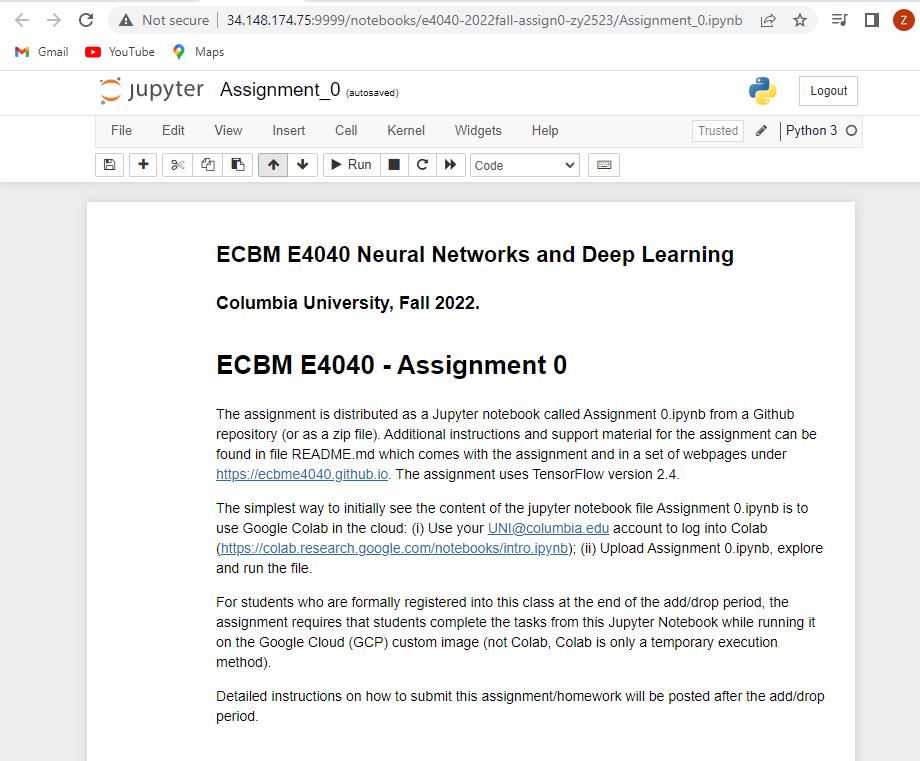 Not secure | 34.148.174.75:9999/notebooks/e4040-2022fall-assign0-zy2523/Assignment_0.ipynb Z
Gmail YouTube Maps
jupyter Assignment_0 (autosaved) Logout
File Edit View Insert Cell Kernel Widgets Help Trusted Python 3
Run Code
ECBM E4040 Neural Networks and Deep Learning
Columbia University, Fall 2022.
ECBM E4040 - Assignment 0
The assignment is distributed as a Jupyter notebook called Assignment 0.ipynb from a Github
repository (or as a zip file). Additional instructions and support material for the assignment can be
found in file README.md which comes with the assignment and in a set of webpages under
https://ecbme4040.github.io. The assignment uses TensorFlow version 2.4.
The simplest way to initially see the content of the jupyter notebook file Assignment 0.ipynb is to
use Google Colab in the cloud: (i) Use your UNI@columbia.edu account to log into Colab
(https://colab.research.google.com/notebooks/intro.ipynb); (ii) Upload Assignment 0.ipynb, explore
and run the file.
For students who are formally registered into this class at the end of the add/drop period, the
assignment requires that students complete the tasks from this Jupyter Notebook while running it
on the Google Cloud (GCP) custom image (not Colab, Colab is only a temporary execution
method).
Detailed instructions on how to submit this assignment/homework will be posted after the add/drop
period.